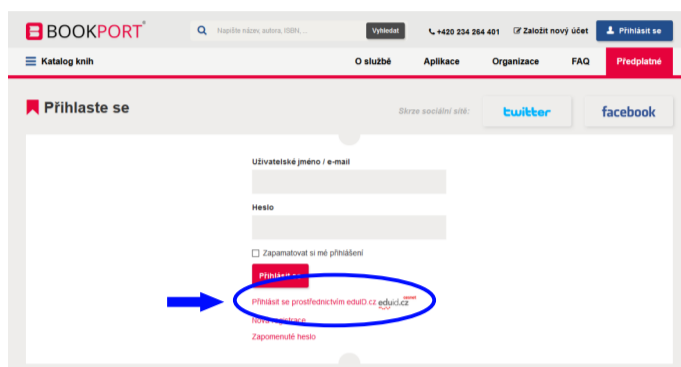 BOOKPORT
Napište název, autora, ISBN, ...
Vyhledat
+420 234 264 401
Založit nový účet
Přihlásit se
Katalog knih
O službě
Aplikace
Organizace
FAQ
Předplatné
Přihlaste se
Skrze sociální sítě:
twitter
facebook
Uživatelské jméno / e-mail
Heslo
Zapamatovat si mé přihlášení
Přihlásit se
Přihlásit se prostřednictvím eduID.cz eduid.cz
Nová registrace
Zapomenuté heslo